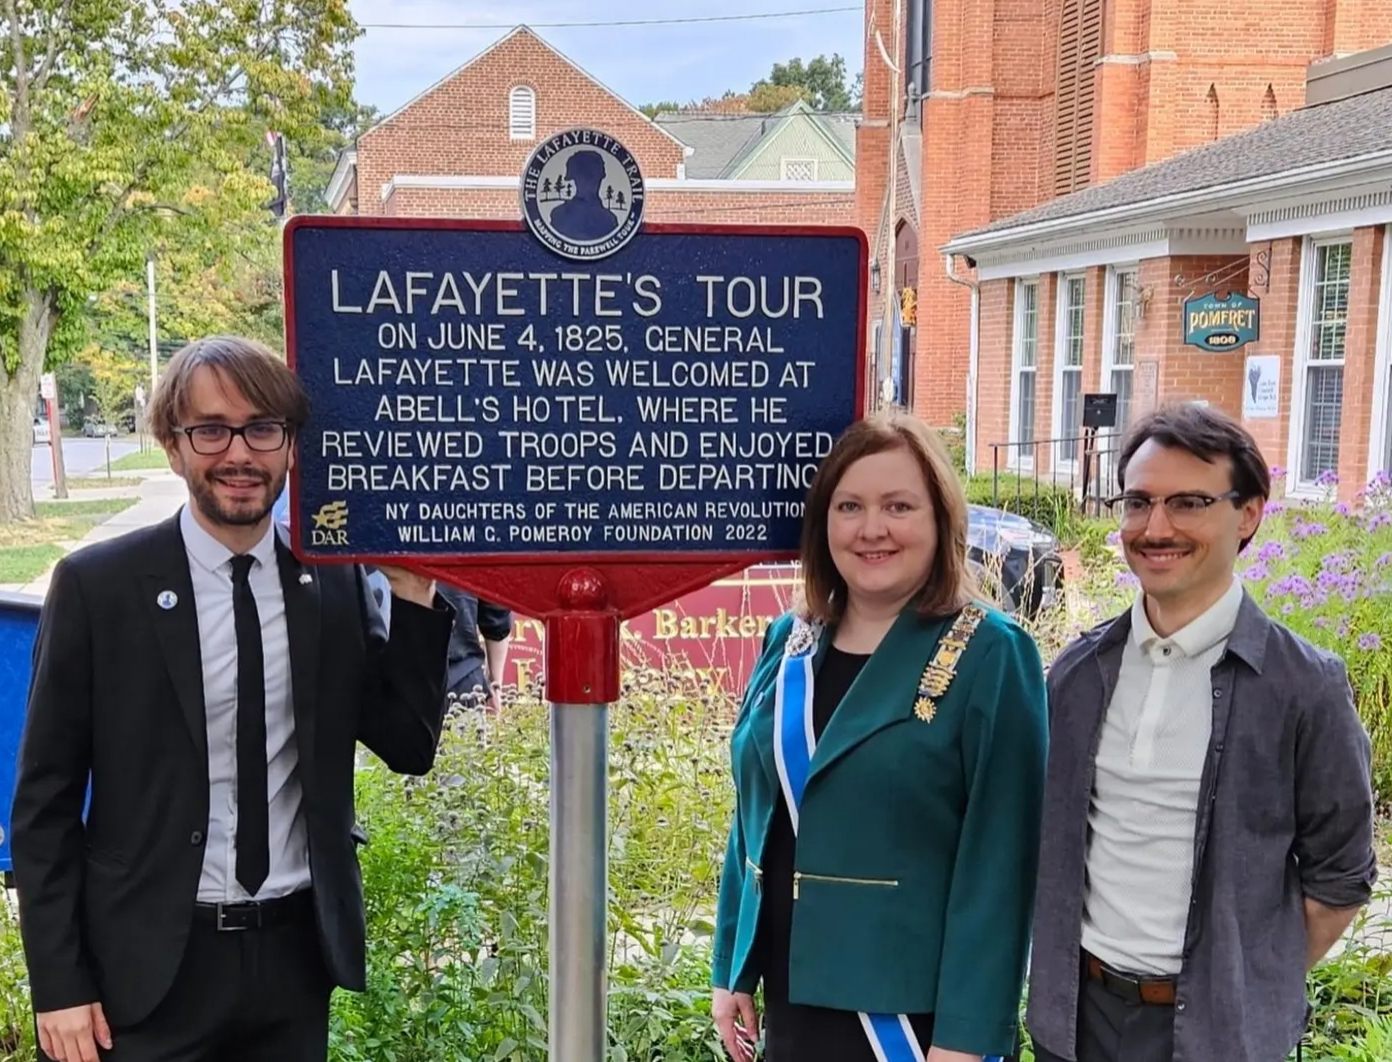 THE LAFAYETTE TRAIL
MAPPING THE FAREWELL TOUR
LAFAYETTE'S TOUR
ON JUNE 4, 1825, GENERAL
LAFAYETTE WAS WELCOMED AT
ABELL'S HOTEL, WHERE HE
REVIEWED TROOPS AND ENJOYED
BREAKFAST BEFORE DEPARTING
NY DAUGHTERS OF THE AMERICAN REVOLUTION
WILLIAM G. POMEROY FOUNDATION 2022
DAR
TOWN OF
POMFRET
1808
Barker